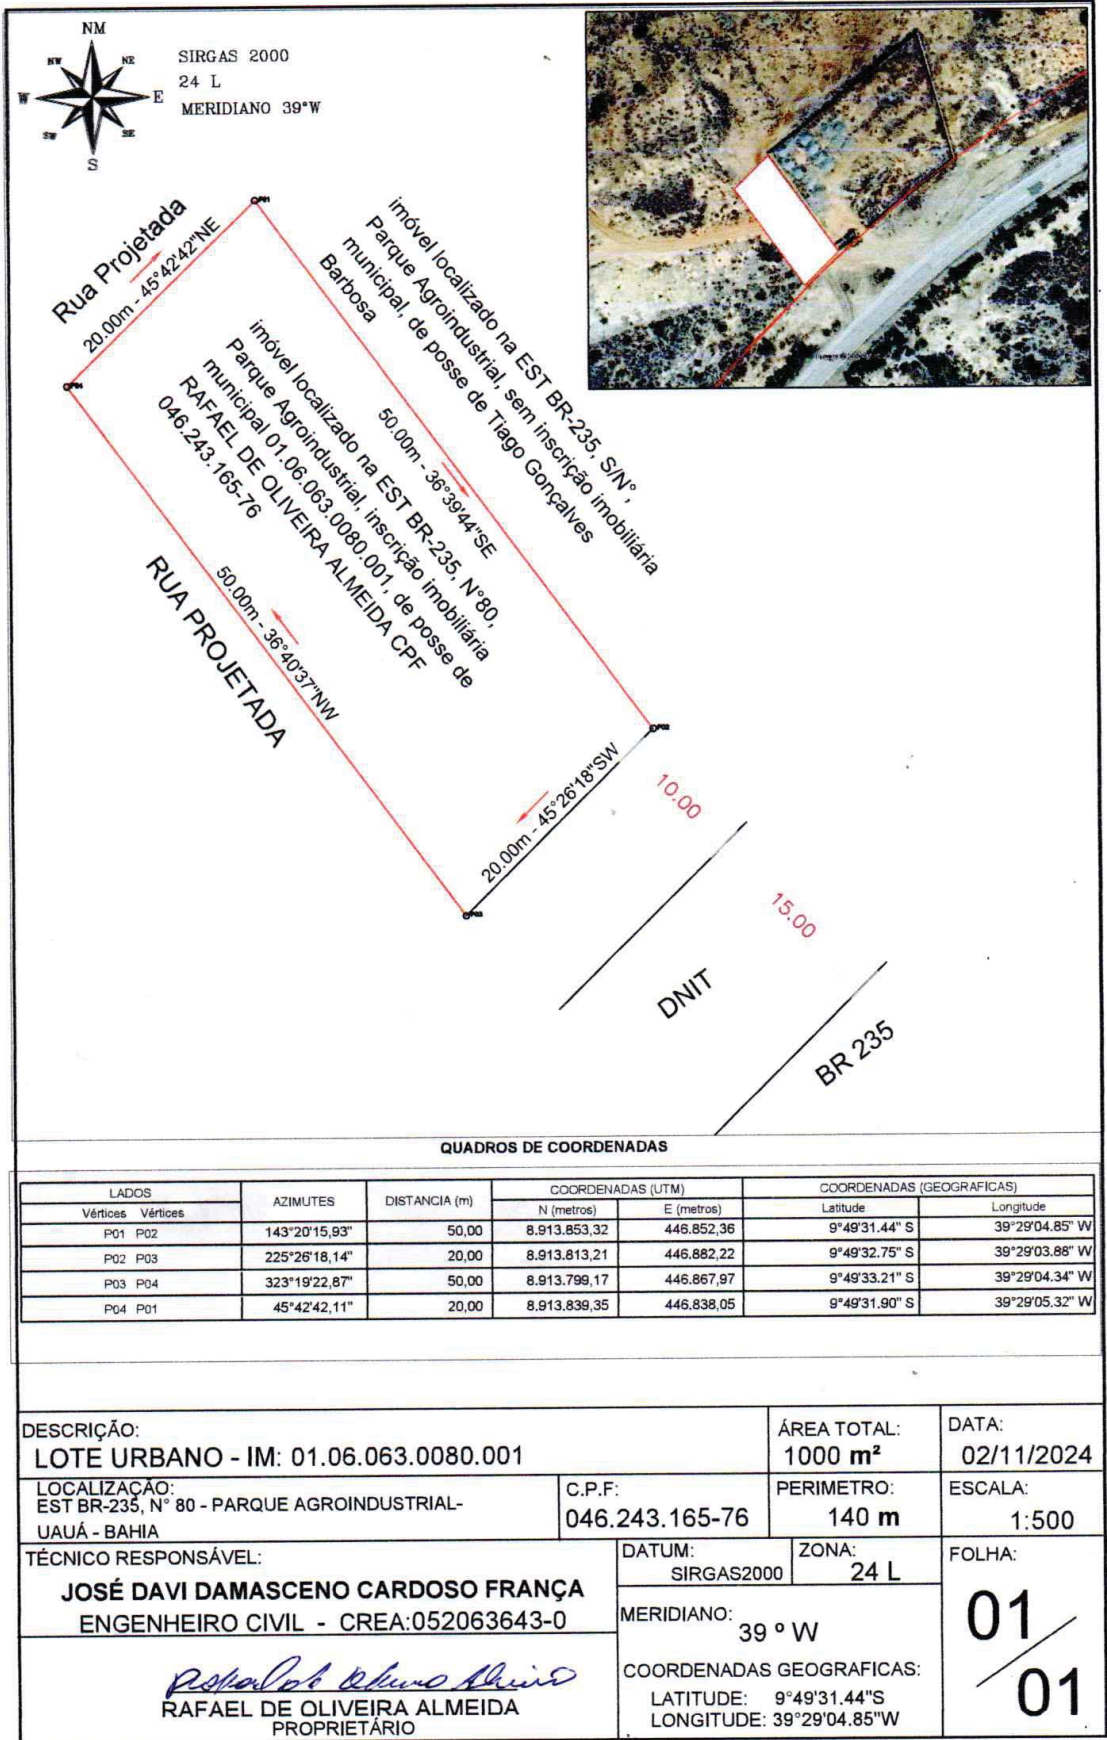 NM
NW
NE
W
E
SW
SE
S
SIRGAS 2000
24 L
MERIDIANO 39°W
Rua Projetada
20.00m - 45°42'42"NE
P01
P04
imóvel localizado na EST BR-235, S/N°,
Parque Agroindustrial, sem inscrição imobiliária
municipal, de posse de Tiago Gonçalves
Barbosa
50.00m - 36°39'44"SE
imóvel localizado na EST BR-235, N°80,
Parque Agroindustrial, inscrição imobiliária
municipal 01.06.063.0080.001, de posse de
RAFAEL DE OLIVEIRA ALMEIDA CPF
046.243.165-76
50.00m - 36°40'37"NW
RUA PROJETADA
P02
20.00m - 45°26'18"SW
P03
10.00
15.00
DNIT
BR 235
QUADROS DE COORDENADAS
LADOS AZIMUTES DISTANCIA (m) COORDENADAS (UTM) COORDENADAS (GEOGRAFICAS)
Vértices Vértices N (metros) E (metros) Latitude Longitude
P01 P02 143°20'15,93" 50,00 8.913.853,32 446.852,36 9°49'31.44" S 39°29'04.85" W
P02 P03 225°26'18,14" 20,00 8.913.813,21 446.882,22 9°49'32.75" S 39°29'03.88" W
P03 P04 323°19'22,87" 50,00 8.913.799,17 446.867,97 9°49'33.21" S 39°29'04.34" W
P04 P01 45°42'42,11" 20,00 8.913.839,35 446.838,05 9°49'31.90" S 39°29'05.32" W
DESCRIÇÃO:
LOTE URBANO - IM: 01.06.063.0080.001
ÁREA TOTAL:
1000 m²
DATA:
02/11/2024
LOCALIZAÇÃO:
EST BR-235, N° 80 - PARQUE AGROINDUSTRIAL-
UAUÁ - BAHIA
C.P.F:
046.243.165-76
PERIMETRO:
140 m
ESCALA:
1:500
TÉCNICO RESPONSÁVEL:
JOSÉ DAVI DAMASCENO CARDOSO FRANÇA
ENGENHEIRO CIVIL - CREA:052063643-0
DATUM:
SIRGAS2000
ZONA:
24 L
FOLHA:
01/01
MERIDIANO:
39 º W
COORDENADAS GEOGRAFICAS:
LATITUDE: 9°49'31.44"S
LONGITUDE: 39°29'04.85"W
RAFAEL DE OLIVEIRA ALMEIDA
PROPRIETÁRIO